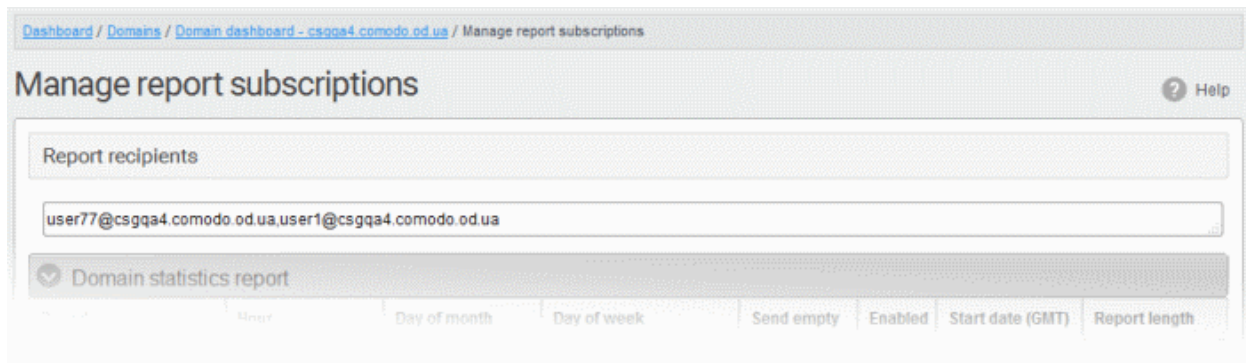 Dashboard / Domains / Domain dashboard - csgqa4.comodo.od.ua / Manage report subscriptions
Manage report subscriptions
Help
Report recipients
user77@csgqa4.comodo.od.ua,user1@csgqa4.comodo.od.ua
Domain statistics report
Hour Day of month Day of week Send empty Enabled Start date (GMT) Report length